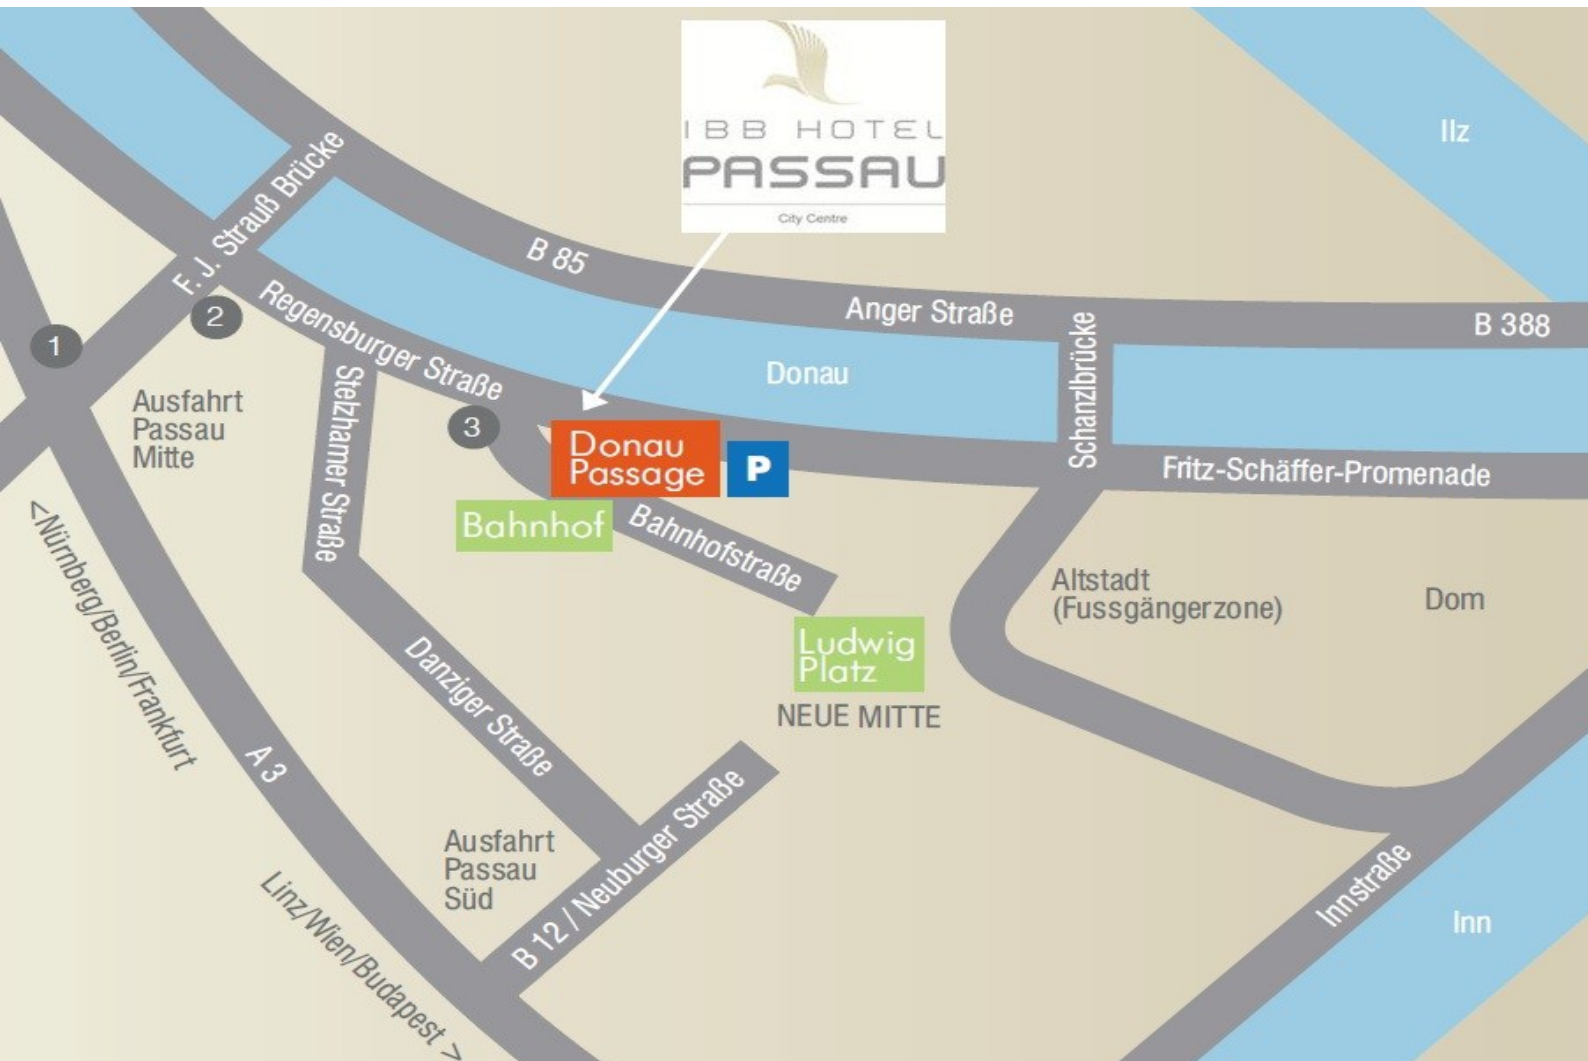 IBB HOTEL
PASSAU
City Centre
Ilz
F. J. Strauß Brücke
B 85
Anger Straße
B 388
1
2
Regensburger Straße
Donau
Schanzlbrücke
Ausfahrt
Passau
Mitte
Stelzhamer Straße
3
Donau
Passage
P
Fritz-Schäffer-Promenade
Bahnhof
Bahnhofstraße
<Nürnberg/Berlin/Frankfurt
Altstadt
(Fussgängerzone)
Dom
Ludwig
Platz
NEUE MITTE
Danziger Straße
A 3
Ausfahrt
Passau
Süd
B 12 / Neuburger Straße
Linz/Wien/Budapest >
Innstraße
Inn